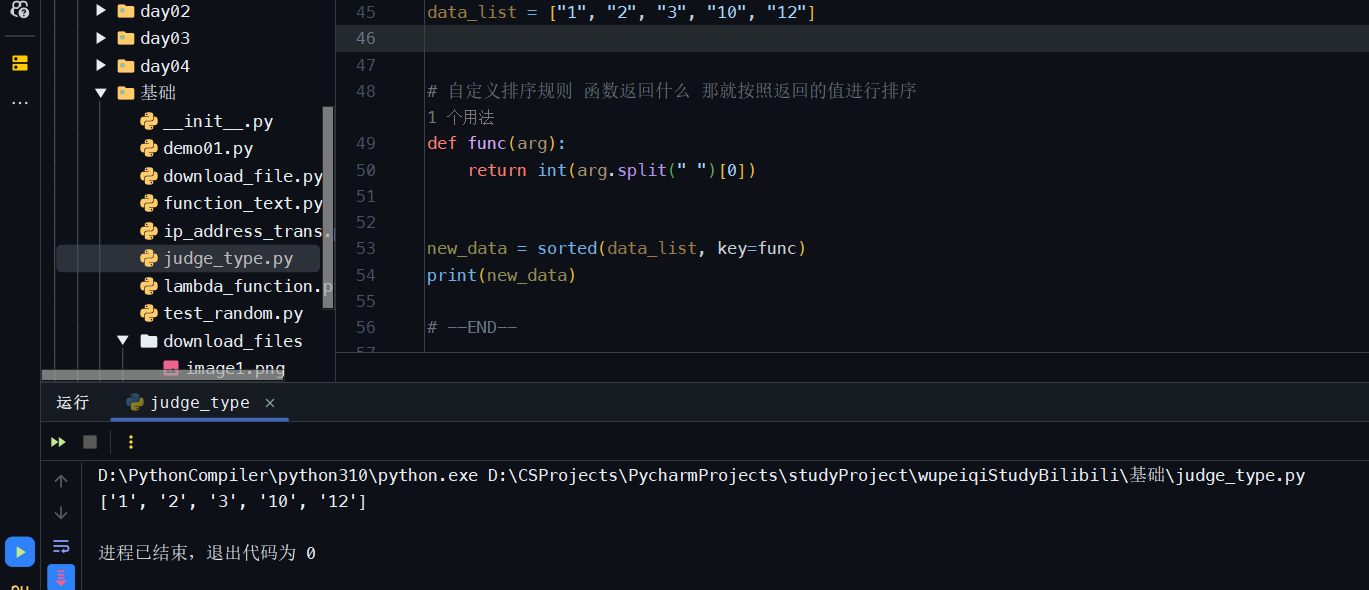 day02
day03
day04
基础
__init__.py
demo01.py
download_file.py
function_text.py
ip_address_trans.
judge_type.py
lambda_function.p
test_random.py
download_files
image1.png
45 data_list = ["1", "2", "3", "10", "12"]
46
47
48 # 自定义排序规则 函数返回什么 那就按照返回的值进行排序
1 个用法
49 def func(arg):
50 return int(arg.split(" ")[0])
51
52
53 new_data = sorted(data_list, key=func)
54 print(new_data)
55
56 # --END--
57
运行 judge_type ×
D:\PythonCompiler\python310\python.exe D:\CSProjects\PycharmProjects\studyProject\wupeiqiStudyBilibili\基础\judge_type.py
['1', '2', '3', '10', '12']
进程已结束，退出代码为 0